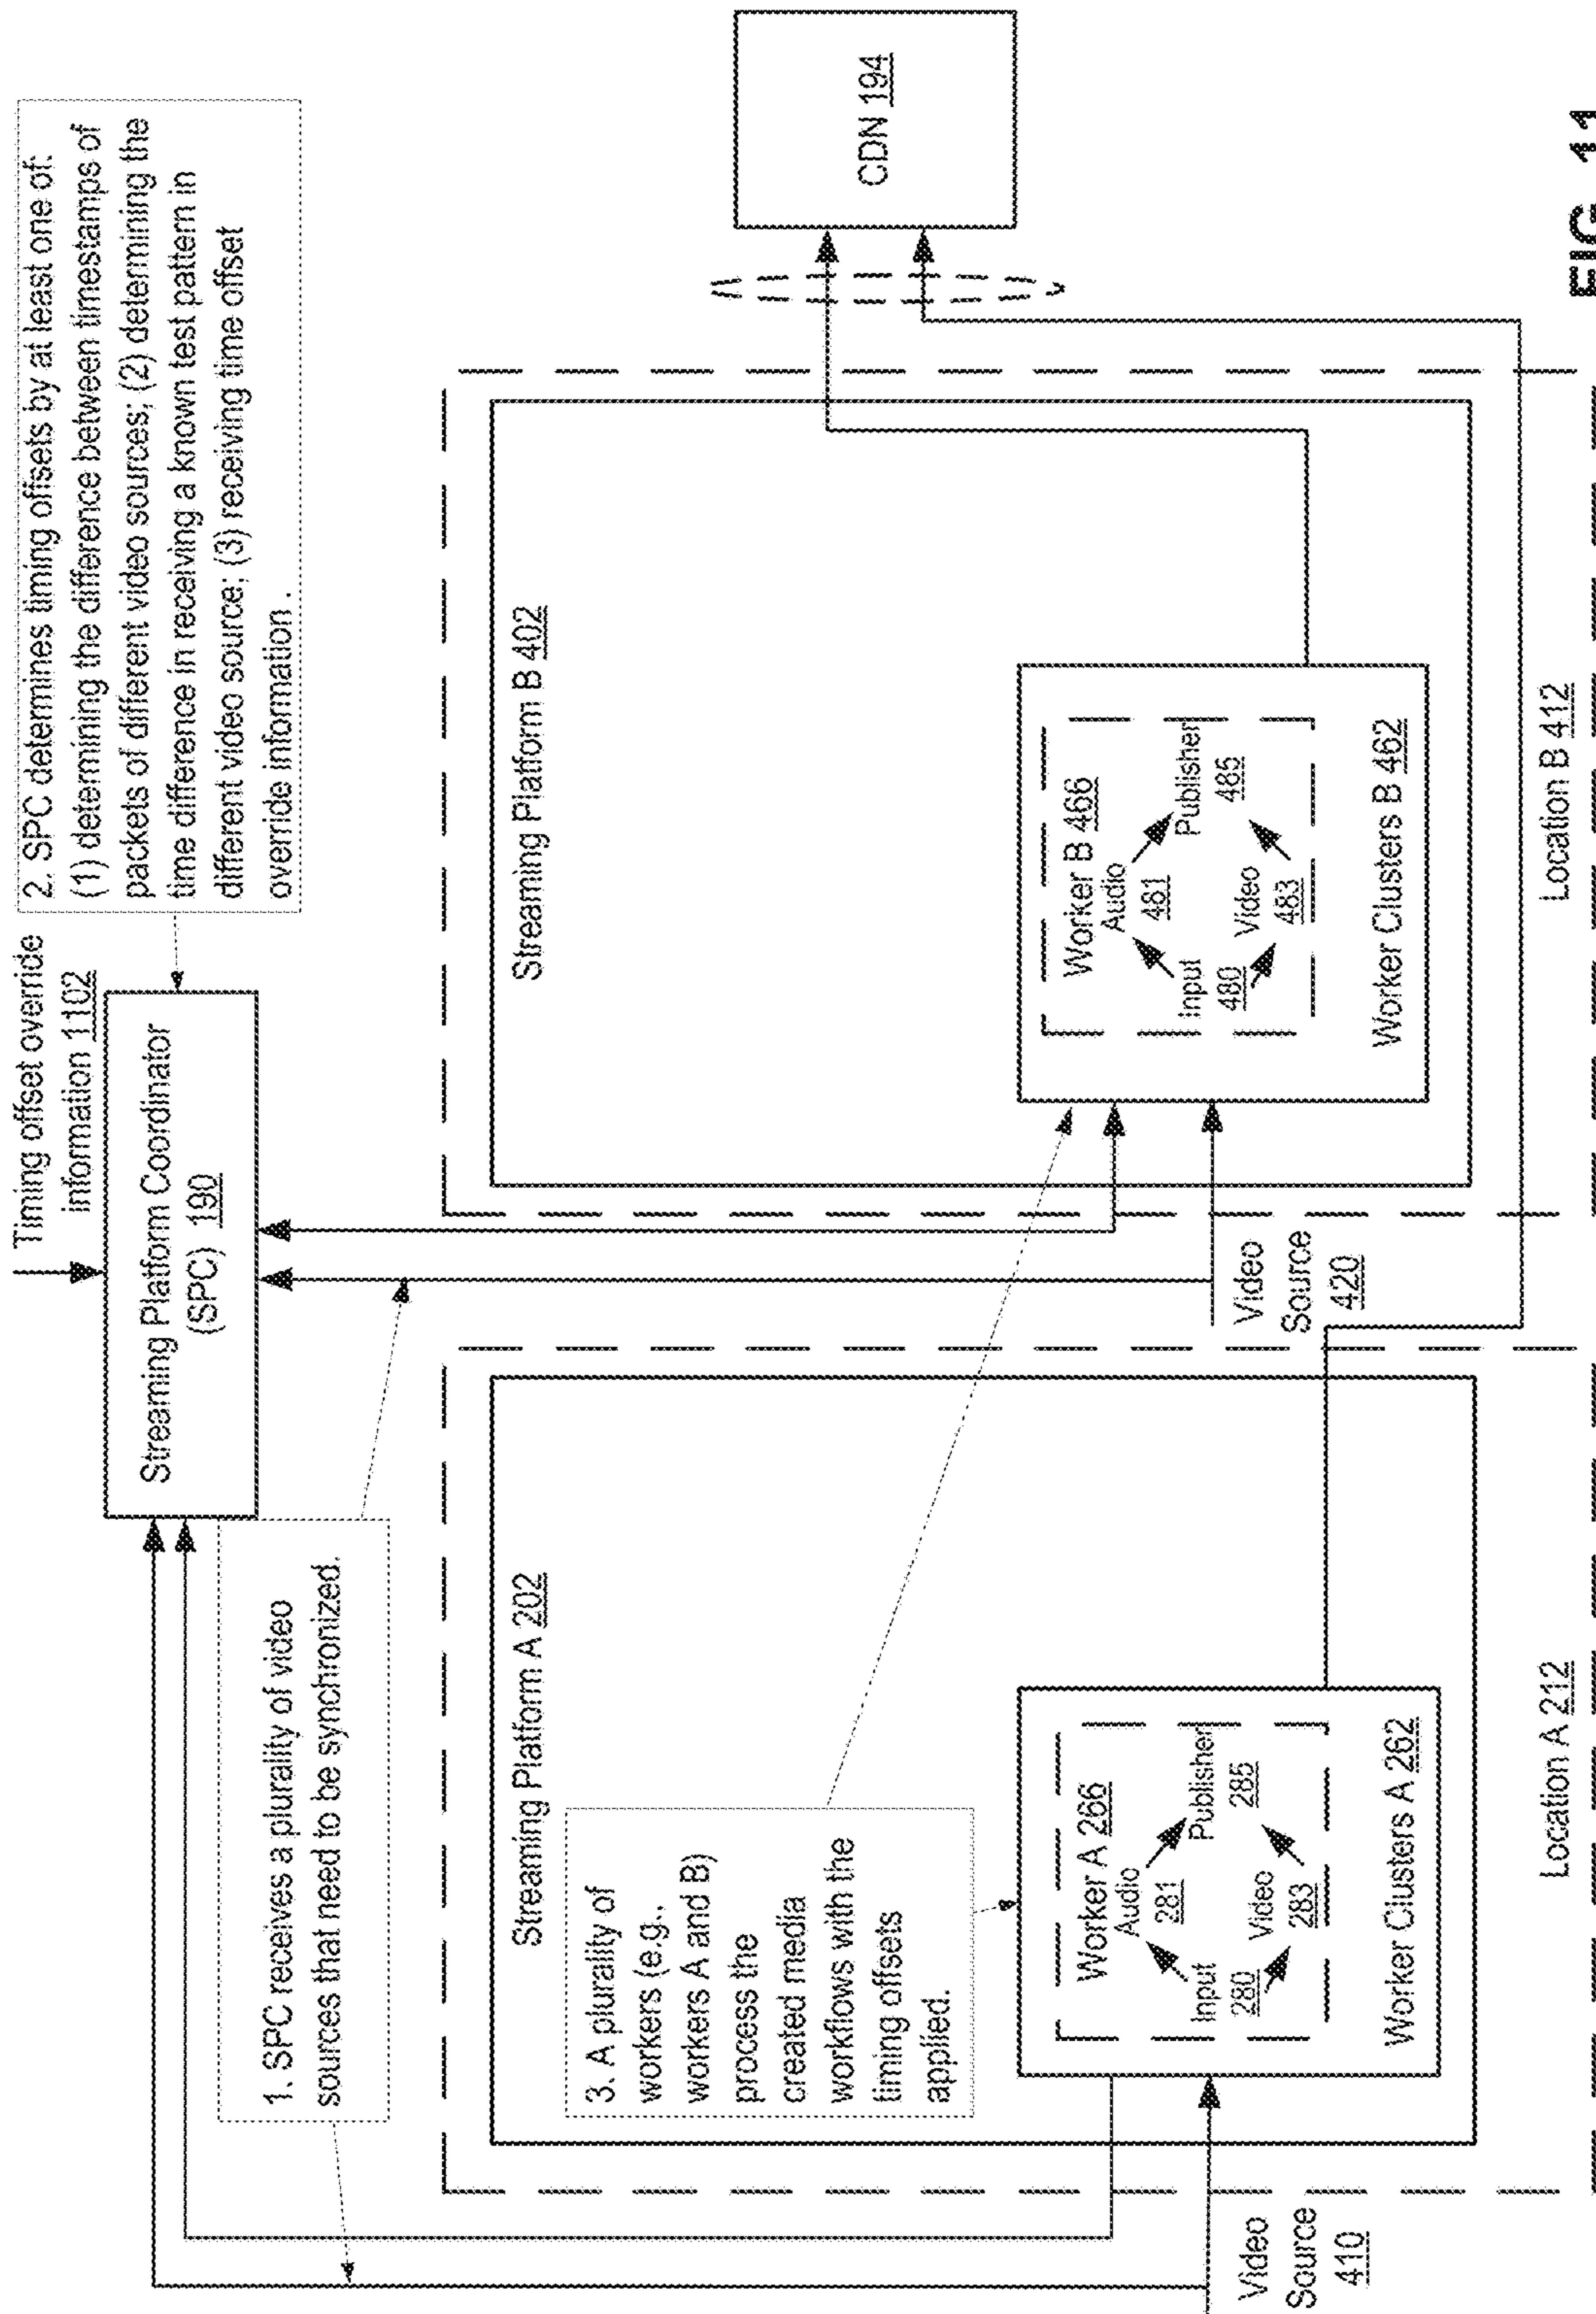 Timing offset override
information 1102
Streaming Platform Coordinator
(SPC) 190
2. SPC determines timing offsets by at least one of:
(1) determining the difference between timestamps of
packets of different video sources; (2) determining the
time difference in receiving a known test pattern in
different video source; (3) receiving time offset
override information .
1. SPC receives a plurality of video
sources that need to be synchronized.
Streaming Platform A 202
3. A plurality of
workers (e.g.,
workers A and B)
process the
created media
workflows with the
timing offsets
applied.
Worker A 266
Audio
281
Input
280
Video
283
Publisher
285
Worker Clusters A 262
Location A 212
Video
Source
410
Streaming Platform B 402
Worker B 466
Audio
481
Input
480
Video
483
Publisher
485
Worker Clusters B 462
Location B 412
Video
Source
420
CDN 194
FIG. 11